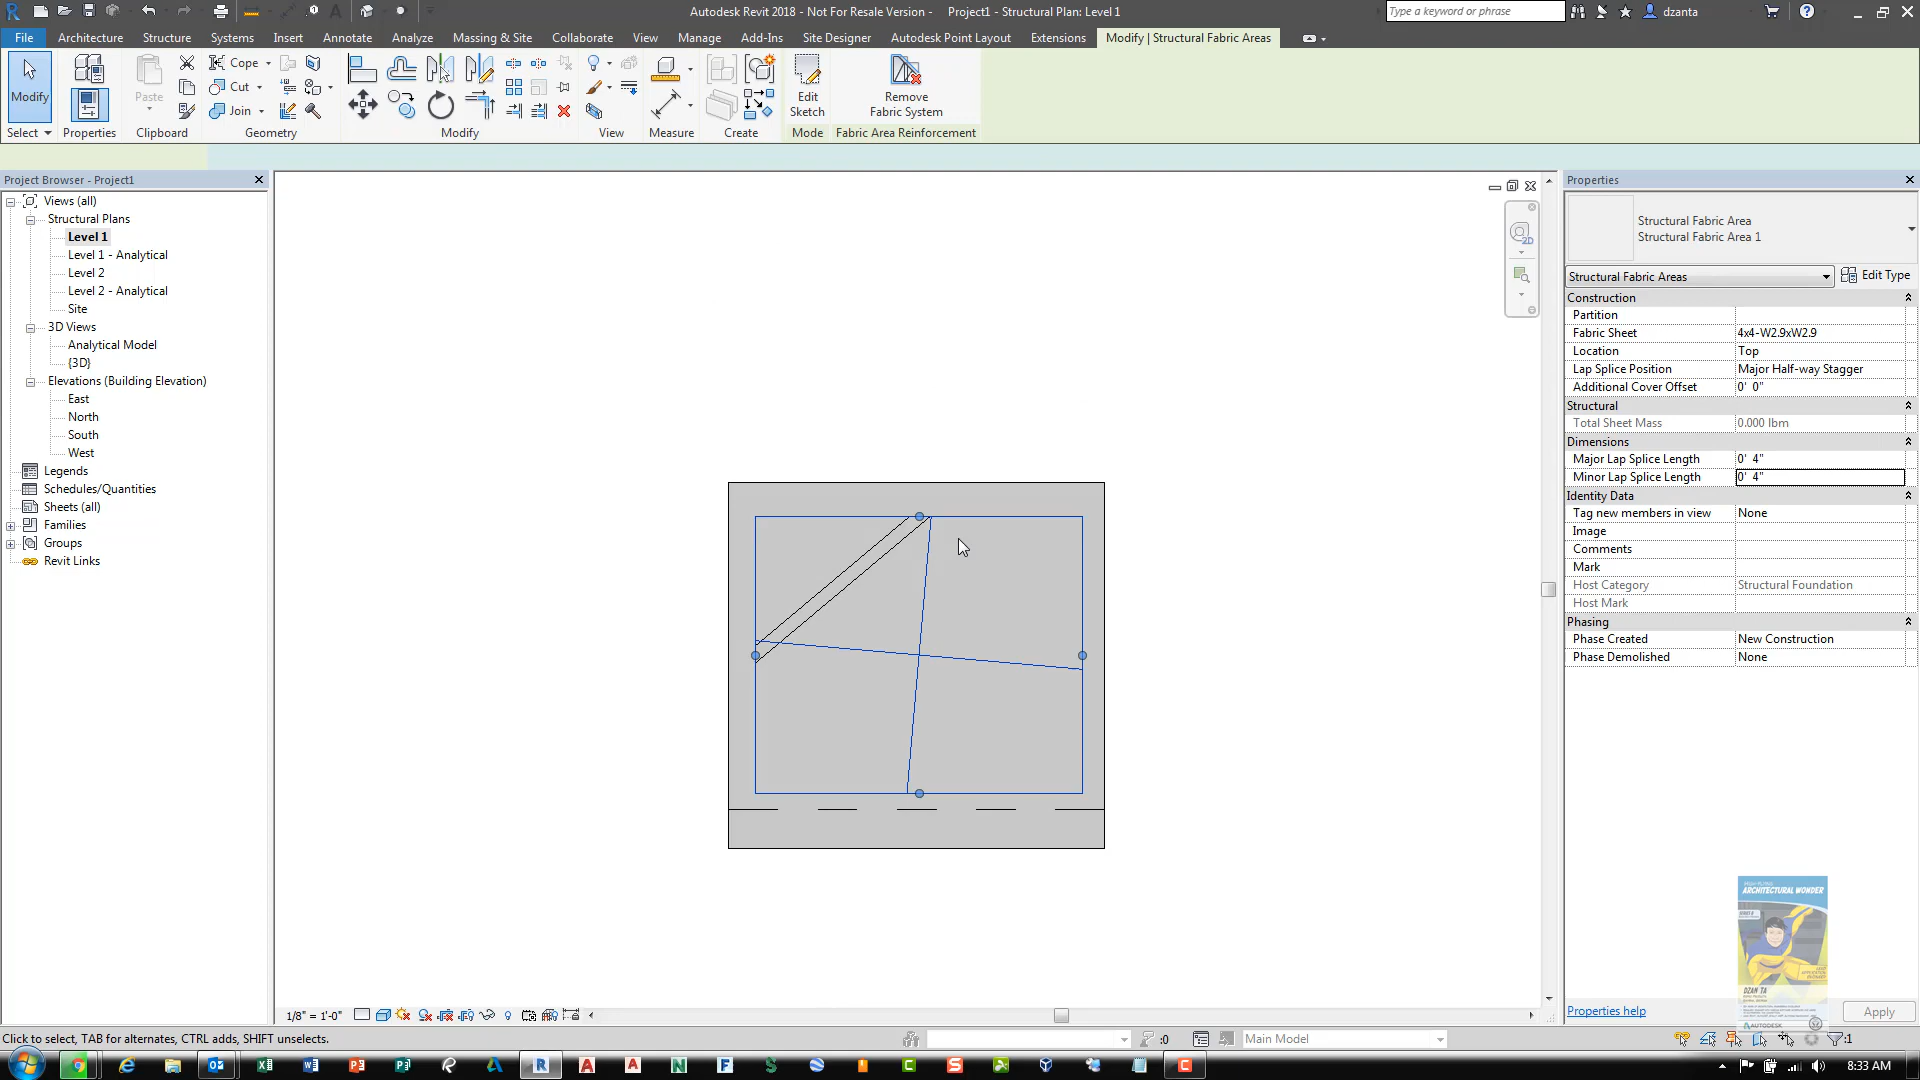 Autodesk Revit 2018 - Not For Resale Version - Project1 - Structural Plan: Level 1
Type a keyword or phrase
dzanta
File Architecture Structure Systems Insert Annotate Analyze Massing & Site Collaborate View Manage Add-Ins Site Designer Autodesk Point Layout Extensions Modify | Structural Fabric Areas
Modify
Paste
Cope
Cut
Join
Edit
Sketch
Remove
Fabric System
Select Properties Clipboard Geometry Modify View Measure Create Mode Fabric Area Reinforcement
Project Browser - Project1
Views (all)
Structural Plans
Level 1
Level 1 - Analytical
Level 2
Level 2 - Analytical
Site
3D Views
Analytical Model
{3D}
Elevations (Building Elevation)
East
North
South
West
Legends
Schedules/Quantities
Sheets (all)
Families
Groups
Revit Links
2D
Properties
Structural Fabric Area
Structural Fabric Area 1
Structural Fabric Areas Edit Type
Construction
Partition
Fabric Sheet 4x4-W2.9xW2.9
Location Top
Lap Splice Position Major Half-way Stagger
Additional Cover Offset 0' 0"
Structural
Total Sheet Mass 0.000 lbm
Dimensions
Major Lap Splice Length 0' 4"
Minor Lap Splice Length 0' 4"
Identity Data
Tag new members in view None
Image
Comments
Mark
Host Category Structural Foundation
Host Mark
Phasing
Phase Created New Construction
Phase Demolished None
ARCHITECTURAL WONDER
DZAN TA
AUTODESK
Properties help Apply
1/8" = 1'-0"
Click to select, TAB for alternates, CTRL adds, SHIFT unselects.
:0 Main Model :1
8:33 AM